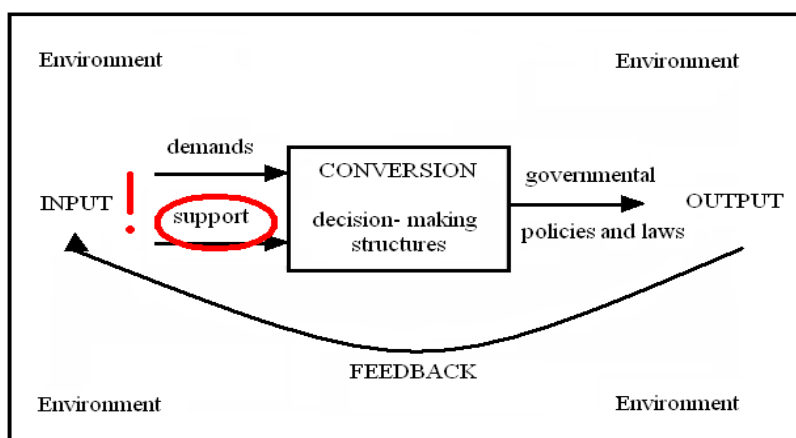 Environment
Environment
demands
CONVERSION
governmental
INPUT
!
support
decision- making
structures
OUTPUT
policies and laws
FEEDBACK
Environment
Environment